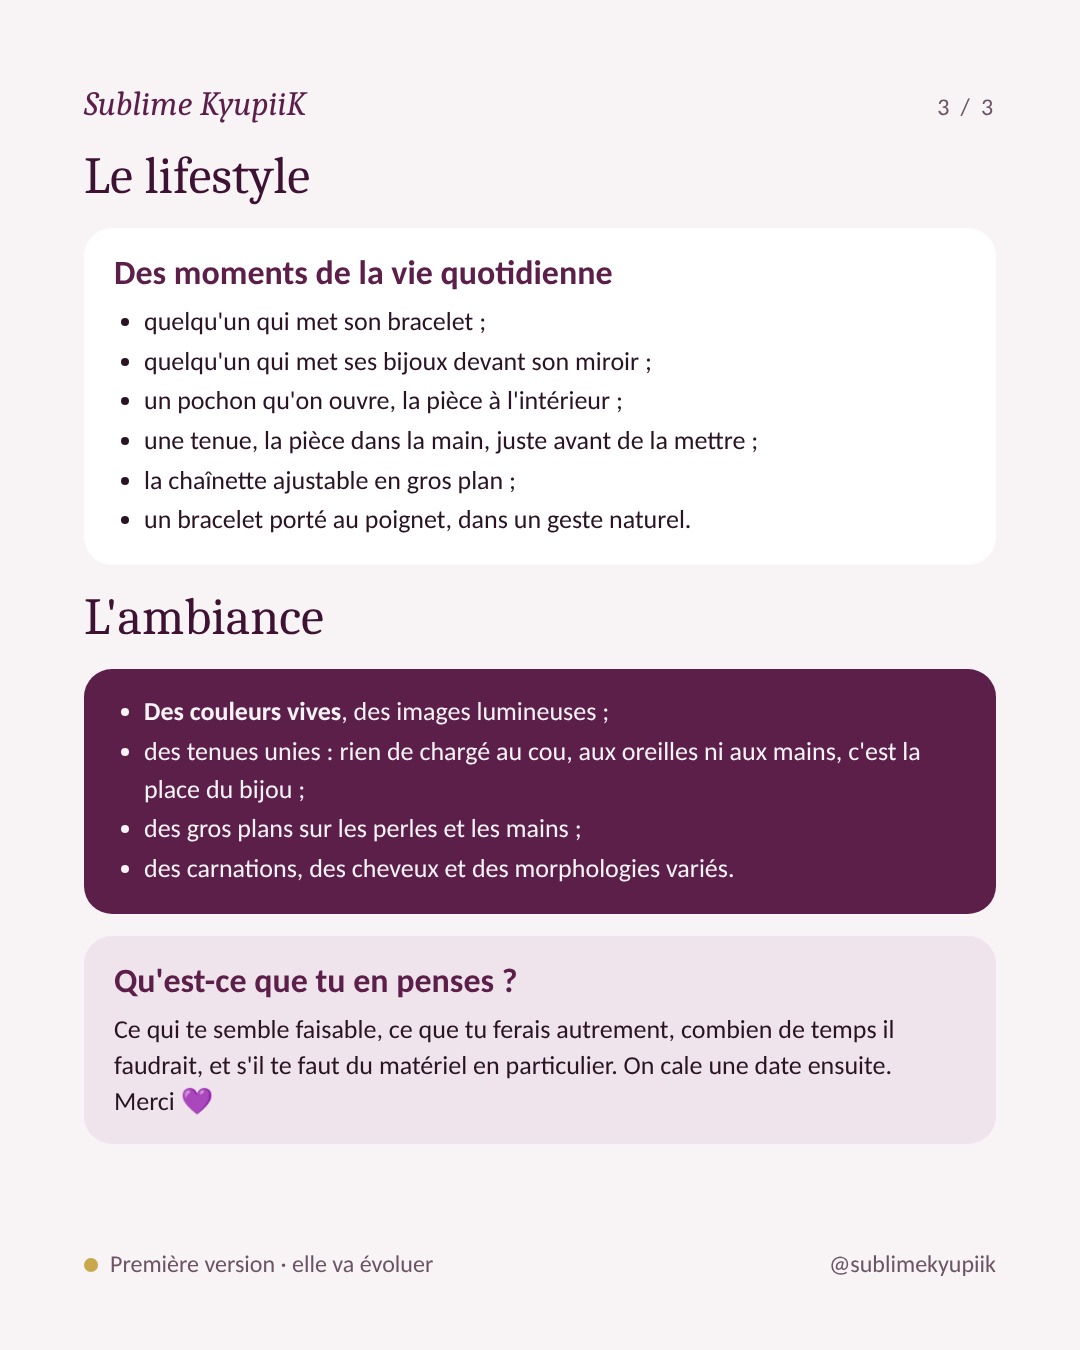 Sublime KyupiiK
3 / 3
Le lifestyle
Des moments de la vie quotidienne
• quelqu'un qui met son bracelet ;
• quelqu'un qui met ses bijoux devant son miroir ;
• un pochon qu'on ouvre, la pièce à l'intérieur ;
• une tenue, la pièce dans la main, juste avant de la mettre ;
• la chaînette ajustable en gros plan ;
• un bracelet porté au poignet, dans un geste naturel.
L'ambiance
• Des couleurs vives, des images lumineuses ;
• des tenues unies : rien de chargé au cou, aux oreilles ni aux mains, c'est la
place du bijou ;
• des gros plans sur les perles et les mains ;
• des carnations, des cheveux et des morphologies variés.
Qu'est-ce que tu en penses ?
Ce qui te semble faisable, ce que tu ferais autrement, combien de temps il
faudrait, et s'il te faut du matériel en particulier. On cale une date ensuite.
Merci 💜
Première version · elle va évoluer
@sublimekyupiik